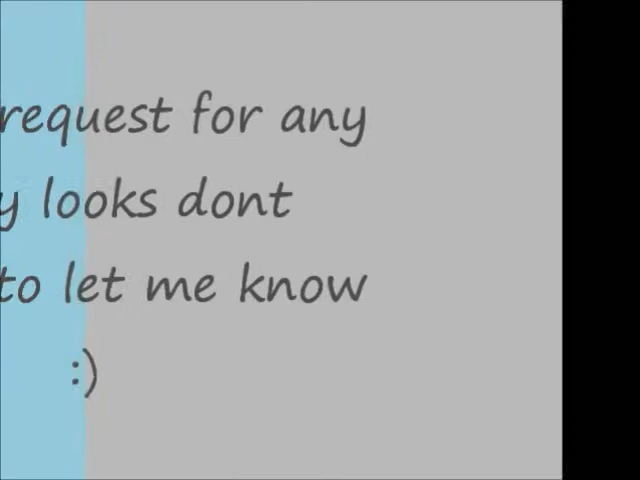 request for any
y looks dont
to let me know
:)